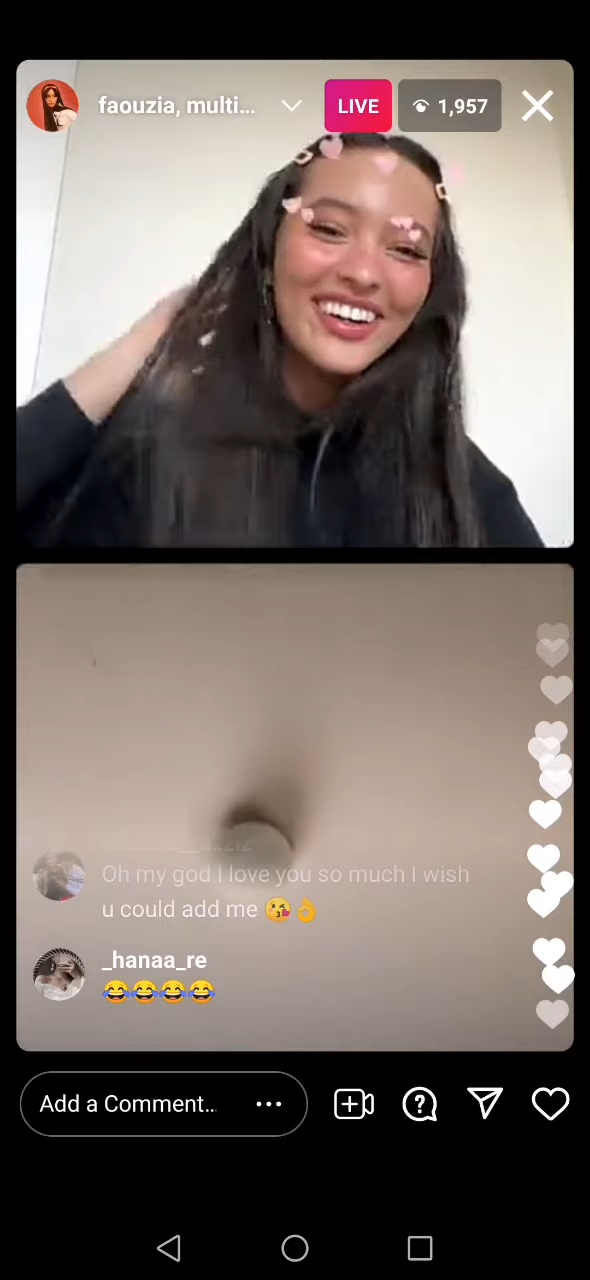 faouzia, multi...
LIVE
1,957
Oh my god I love you so much I wish
u could add me 😘👌
_hanaa_re
😂😂😂😂
Add a Comment...